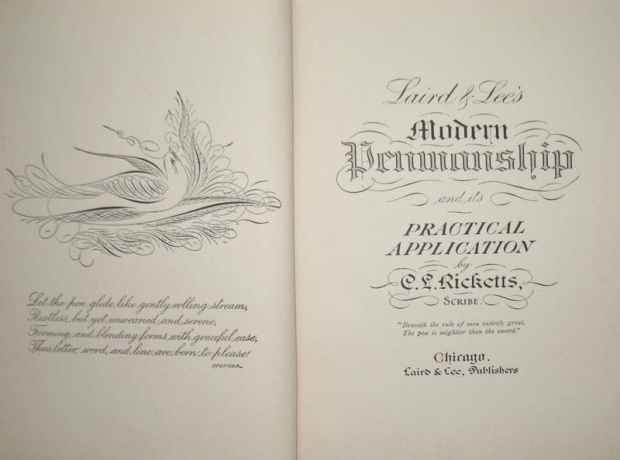 Let the pen glide like gently rolling stream,
Restless, but yet unwearied and serene,
Forming and blending forms with graceful ease,
Thus letter, word and line are born to please!
SPENCER
Laird & Lee's
Modern
Penmanship
and its
PRACTICAL
APPLICATION
by
C. L. Ricketts,
SCRIBE
"Beneath the rule of men entirely great,
The pen is mightier than the sword."
Chicago.
Laird & Lee, Publishers